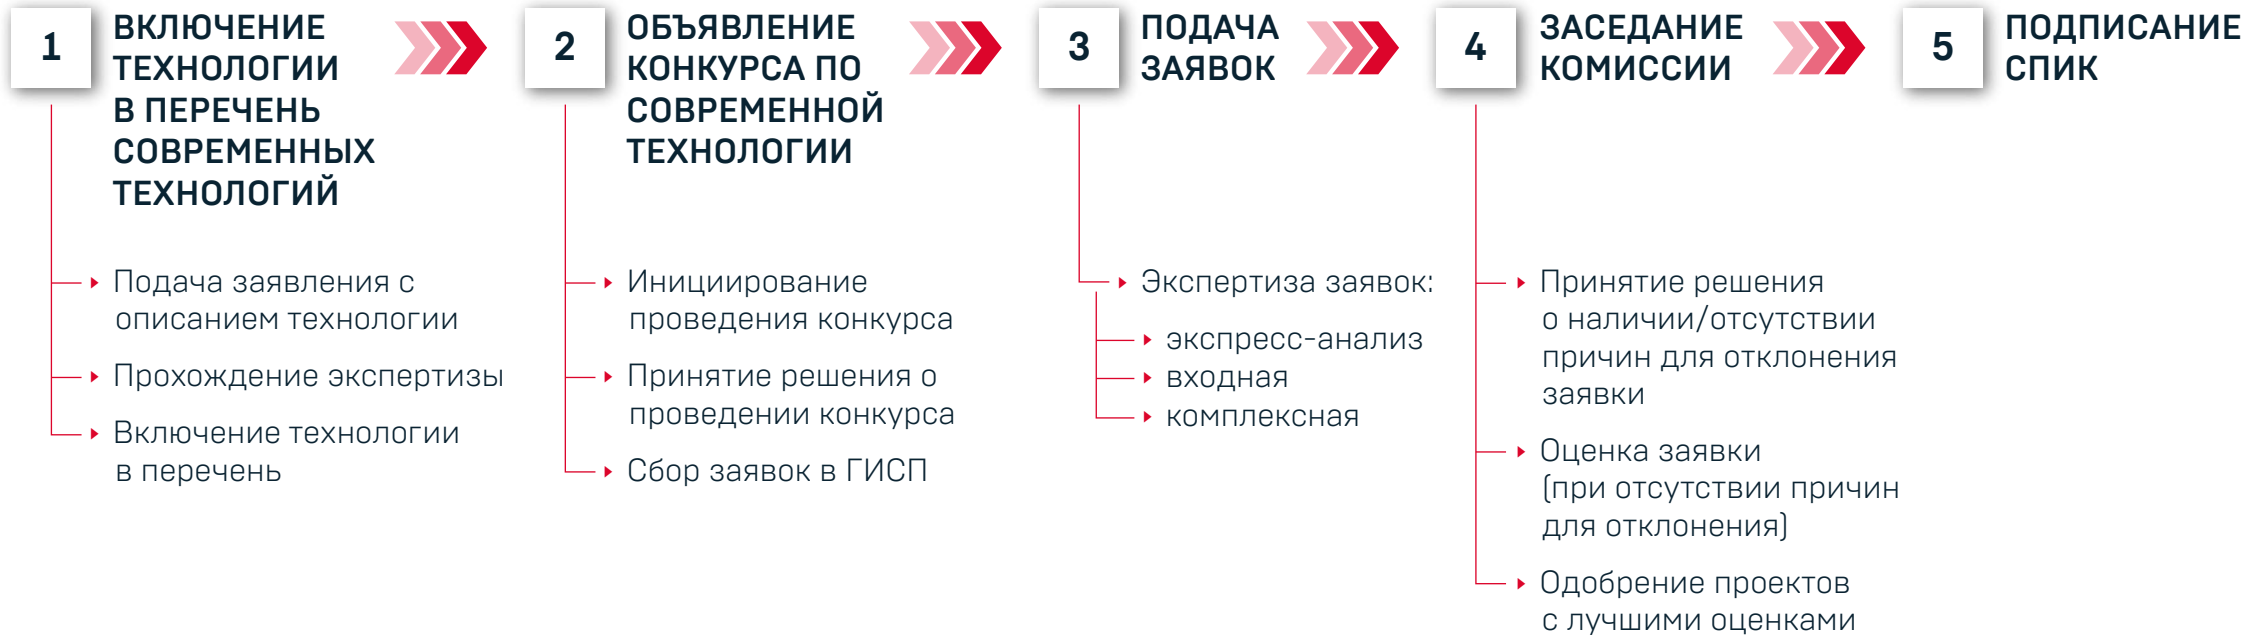 1
ВКЛЮЧЕНИЕ
ТЕХНОЛОГИИ
В ПЕРЕЧЕНЬ
СОВРЕМЕННЫХ
ТЕХНОЛОГИЙ
Подача заявления с
описанием технологии
Прохождение экспертизы
Включение технологии
в перечень
2
ОБЪЯВЛЕНИЕ
КОНКУРСА ПО
СОВРЕМЕННОЙ
ТЕХНОЛОГИИ
Инициирование
проведения конкурса
Принятие решения о
проведении конкурса
Сбор заявок в ГИСП
3
ПОДАЧА
ЗАЯВОК
Экспертиза заявок:
экспресс-анализ
входная
комплексная
4
ЗАСЕДАНИЕ
КОМИССИИ
Принятие решения
о наличии/отсутствии
причин для отклонения
заявки
Оценка заявки
(при отсутствии причин
для отклонения)
Одобрение проектов
с лучшими оценками
5
ПОДПИСАНИЕ
СПИК